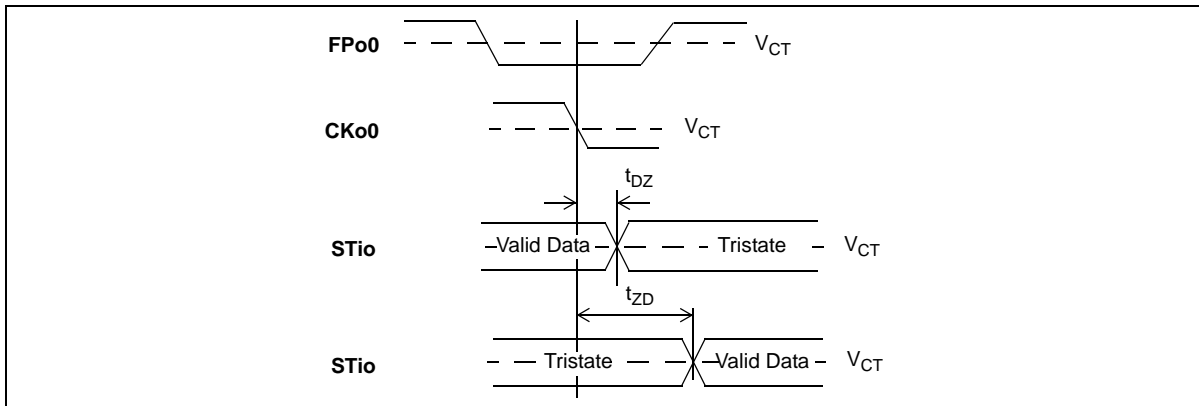 FPo0 V_CT
CKo0 V_CT
t_DZ
STio Valid Data Tristate V_CT
t_ZD
STio Tristate Valid Data V_CT